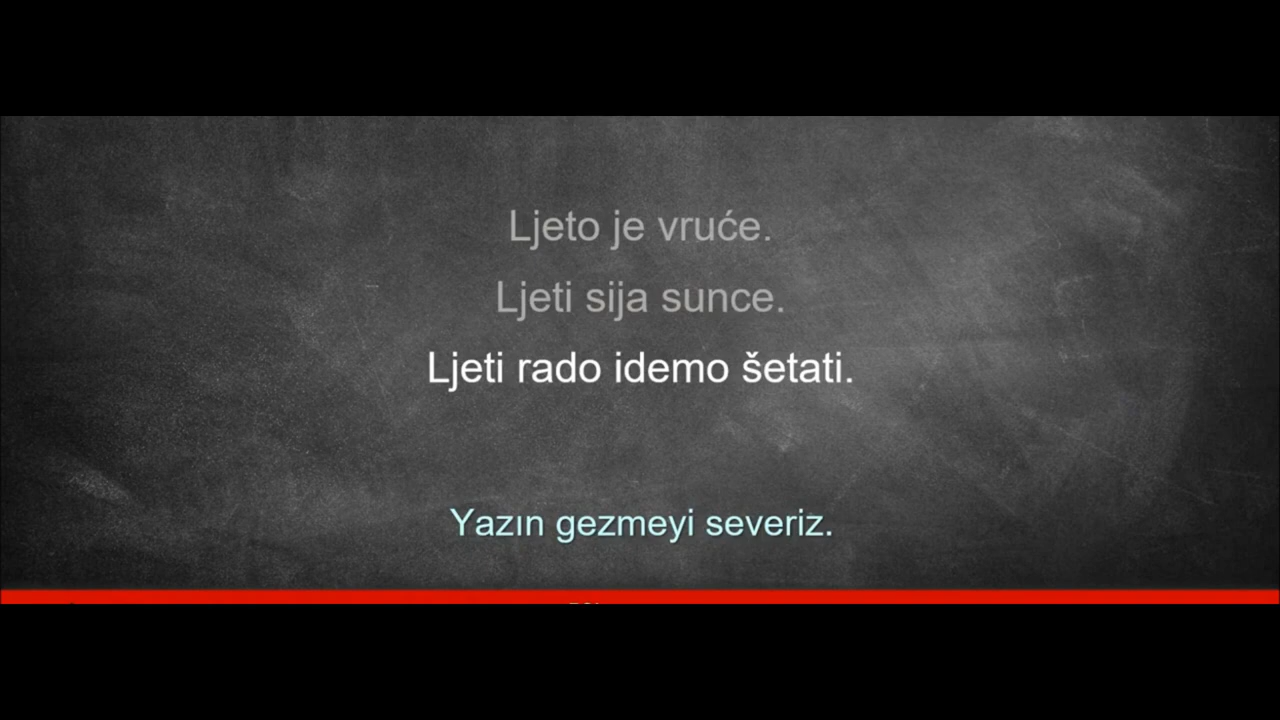 Ljeto je vruće.
Ljeti sija sunce.
Ljeti rado idemo šetati.
Yazın gezmeyi severiz.